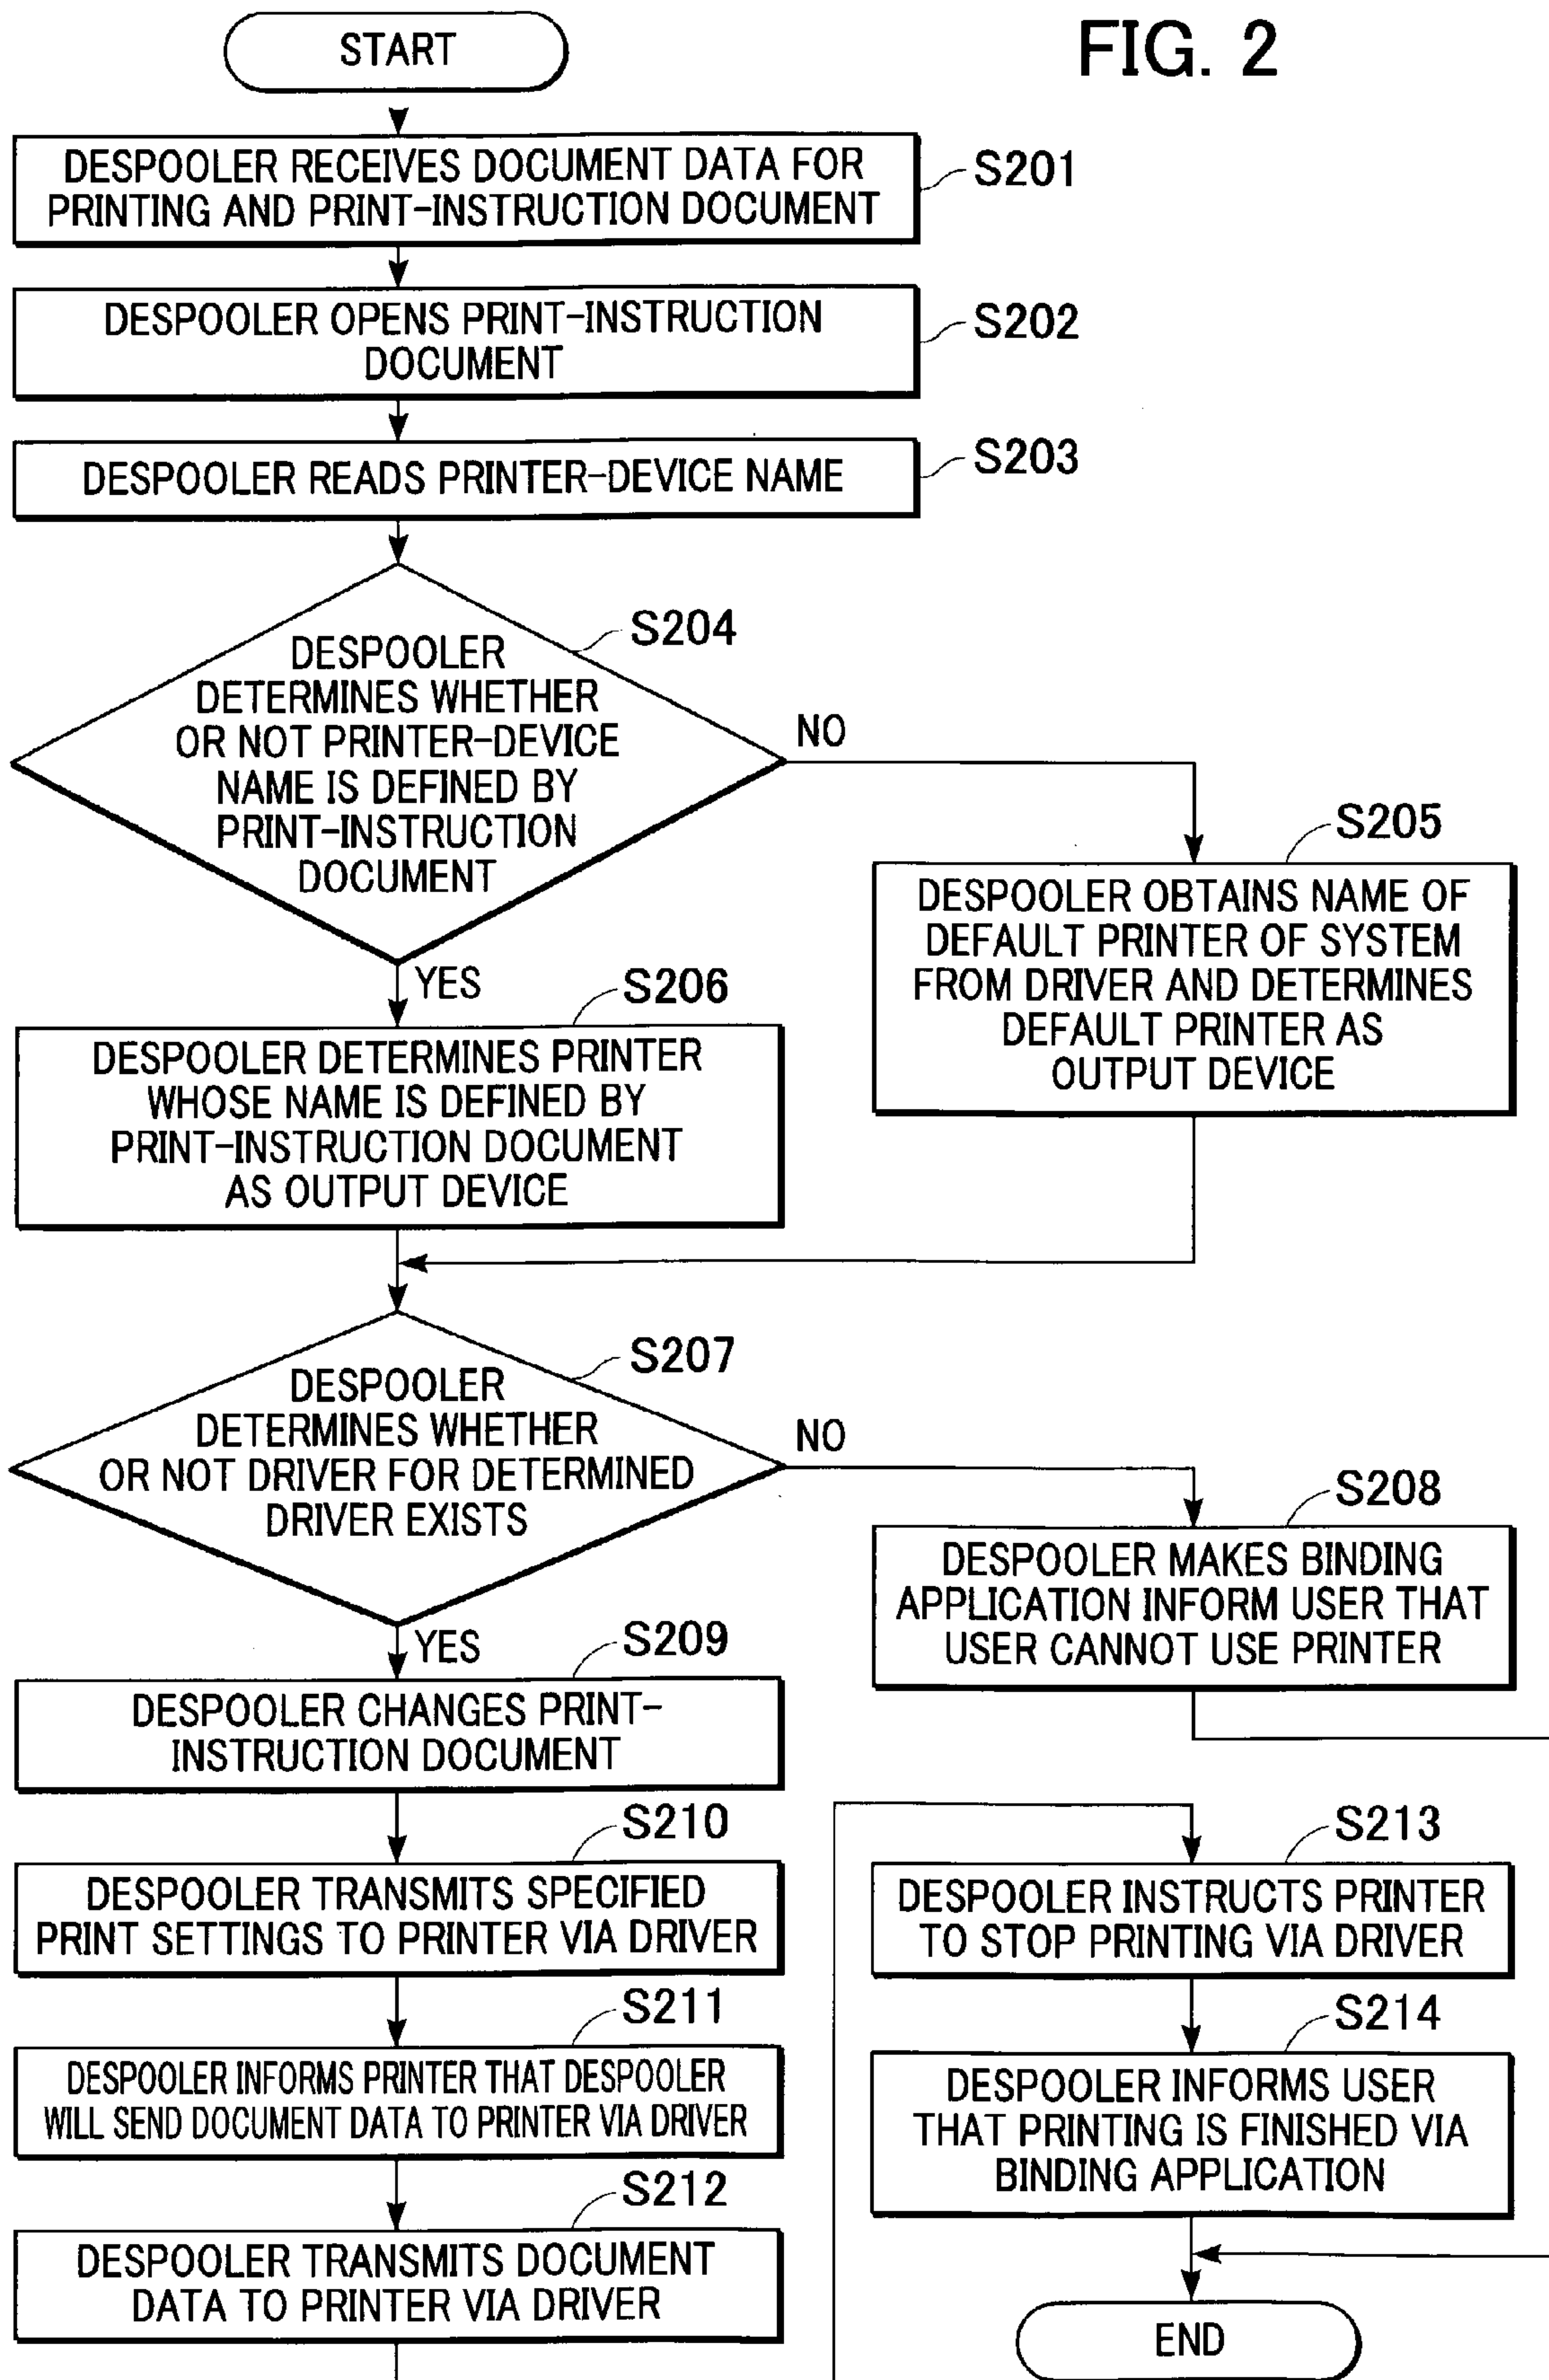 FIG. 2
START
DESPOOLER RECEIVES DOCUMENT DATA FOR
PRINTING AND PRINT-INSTRUCTION DOCUMENT
S201
DESPOOLER OPENS PRINT-INSTRUCTION
DOCUMENT
S202
DESPOOLER READS PRINTER-DEVICE NAME
S203
DESPOOLER
DETERMINES WHETHER
OR NOT PRINTER-DEVICE
NAME IS DEFINED BY
PRINT-INSTRUCTION
DOCUMENT
S204
NO
YES
S205
DESPOOLER OBTAINS NAME OF
DEFAULT PRINTER OF SYSTEM
FROM DRIVER AND DETERMINES
DEFAULT PRINTER AS
OUTPUT DEVICE
S206
DESPOOLER DETERMINES PRINTER
WHOSE NAME IS DEFINED BY
PRINT-INSTRUCTION DOCUMENT
AS OUTPUT DEVICE
S207
DESPOOLER
DETERMINES WHETHER
OR NOT DRIVER FOR DETERMINED
DRIVER EXISTS
NO
YES
S208
DESPOOLER MAKES BINDING
APPLICATION INFORM USER THAT
USER CANNOT USE PRINTER
S209
DESPOOLER CHANGES PRINT-
INSTRUCTION DOCUMENT
S210
DESPOOLER TRANSMITS SPECIFIED
PRINT SETTINGS TO PRINTER VIA DRIVER
S211
DESPOOLER INFORMS PRINTER THAT DESPOOLER
WILL SEND DOCUMENT DATA TO PRINTER VIA DRIVER
S212
DESPOOLER TRANSMITS DOCUMENT
DATA TO PRINTER VIA DRIVER
S213
DESPOOLER INSTRUCTS PRINTER
TO STOP PRINTING VIA DRIVER
S214
DESPOOLER INFORMS USER
THAT PRINTING IS FINISHED VIA
BINDING APPLICATION
END